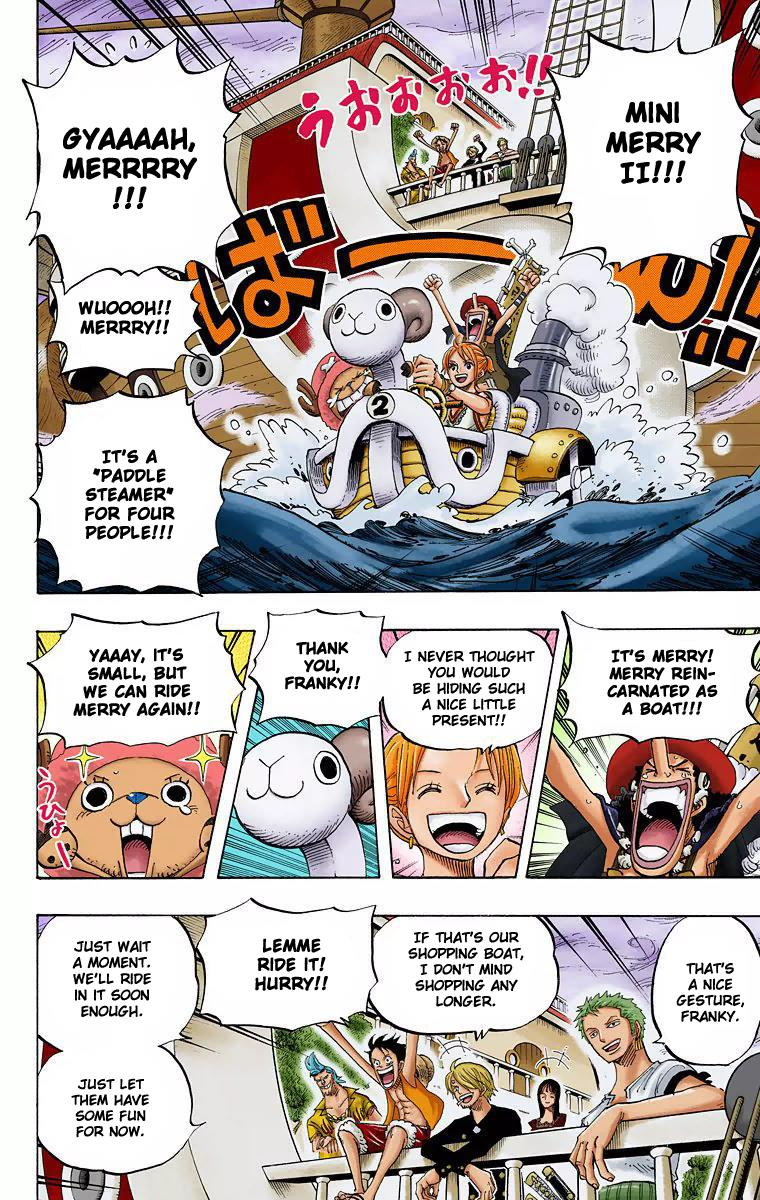 MINI
MERRY
II!!!
うおおおお!!
GYAAAAH,
MERRRRY
!!!
WUOOOH!!
MERRRY!!
IT'S A
"PADDLE
STEAMER"
FOR FOUR
PEOPLE!!!
2
IT'S MERRY!
MERRY REIN-
CARNATED AS
A BOAT!!!
I NEVER THOUGHT
YOU WOULD
BE HIDING SUCH
A NICE LITTLE
PRESENT!!
THANK
YOU,
FRANKY!!
YAAAY, IT'S
SMALL, BUT
WE CAN RIDE
MERRY AGAIN!!
うひょー
THAT'S
A NICE
GESTURE,
FRANKY.
IF THAT'S OUR
SHOPPING BOAT,
I DON'T MIND
SHOPPING ANY
LONGER.
LEMME
RIDE IT!
HURRY!!
JUST WAIT
A MOMENT.
WE'LL RIDE
IN IT SOON
ENOUGH.
JUST LET
THEM HAVE
SOME FUN
FOR NOW.